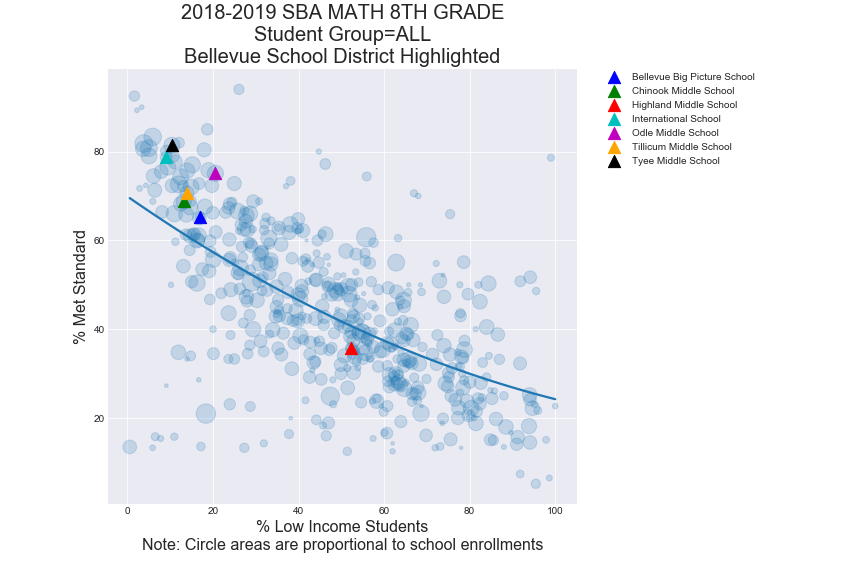 2018-2019 SBA MATH 8TH GRADE
Student Group=ALL
Bellevue School District Highlighted
Bellevue Big Picture School
Chinook Middle School
Highland Middle School
International School
Odle Middle School
Tillicum Middle School
Tyee Middle School
% Met Standard
80
60
40
20
0 20 40 60 80 100
% Low Income Students
Note: Circle areas are proportional to school enrollments